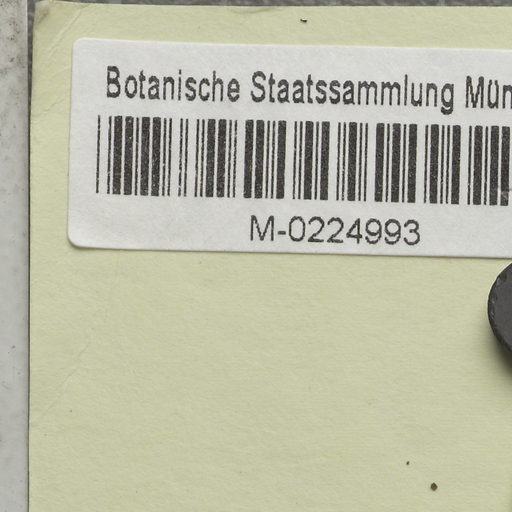 Botanische Staatssammlung Mün
M-0224993